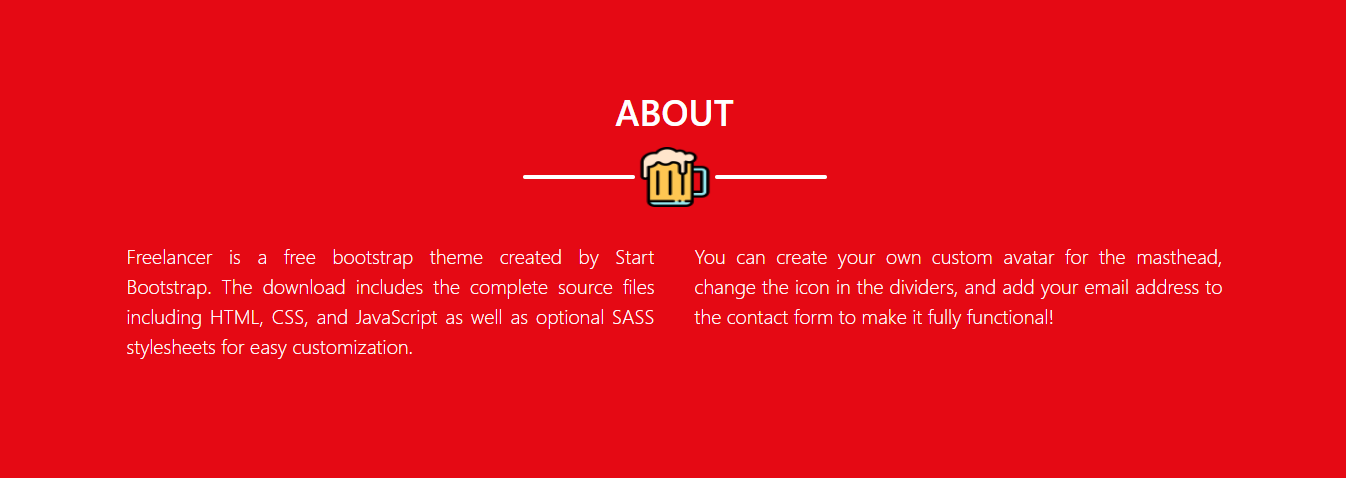 ABOUT
Freelancer is a free bootstrap theme created by Start
Bootstrap. The download includes the complete source files
including HTML, CSS, and JavaScript as well as optional SASS
stylesheets for easy customization.
You can create your own custom avatar for the masthead,
change the icon in the dividers, and add your email address to
the contact form to make it fully functional!